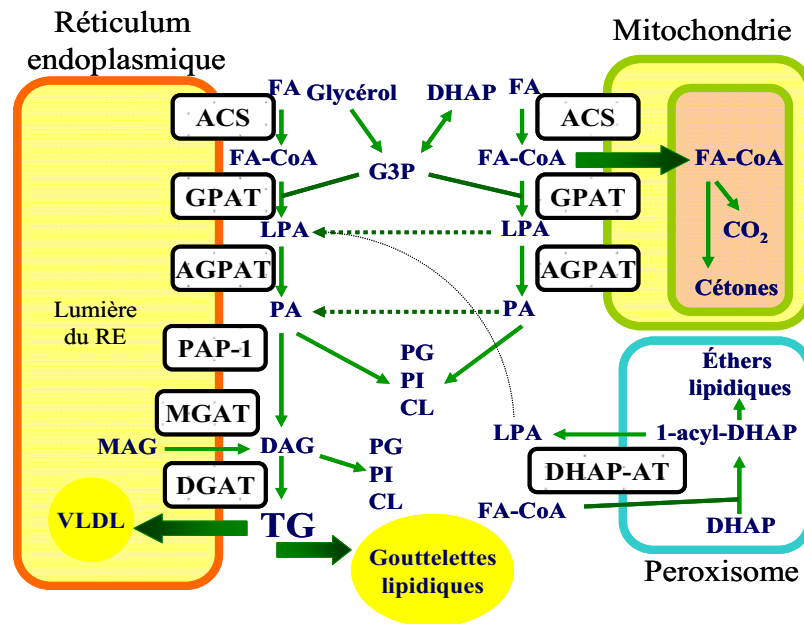 Réticulum
endoplasmique
Mitochondrie
FA
Glycérol
DHAP
FA
ACS
ACS
FA-CoA
G3P
FA-CoA
FA-CoA
GPAT
GPAT
LPA
LPA
CO2
AGPAT
AGPAT
Cétones
Lumière
du RE
PA
PA
PAP-1
PG
PI
CL
Éthers
lipidiques
MGAT
MAG
DAG
PG
PI
CL
LPA
1-acyl-DHAP
DHAP-AT
DGAT
FA-CoA
DHAP
VLDL
TG
Gouttelettes
lipidiques
Peroxisome